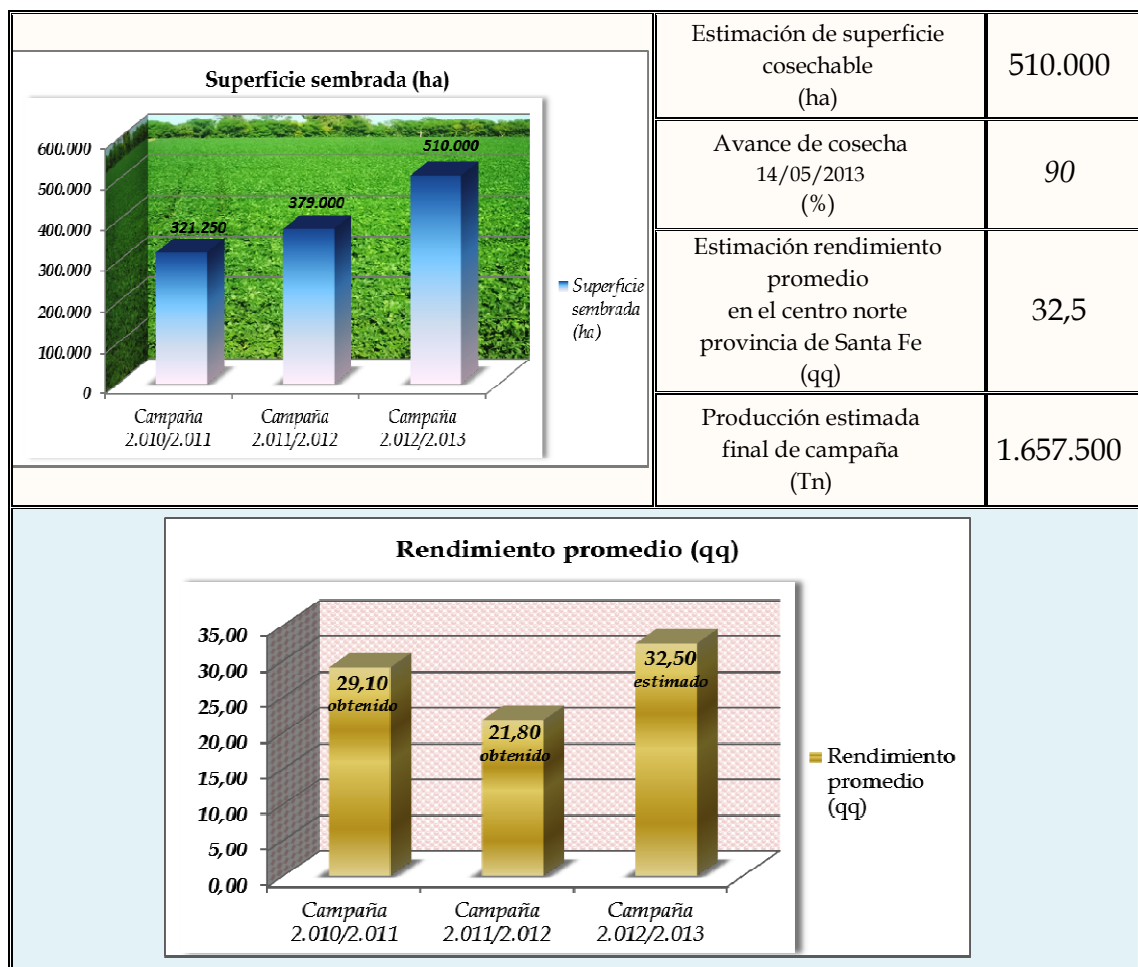 Superficie sembrada (ha)
600.000
500.000
400.000
300.000
200.000
100.000
0
321.250
379.000
510.000
Campaña
2.010/2.011
Campaña
2.011/2.012
Campaña
2.012/2.013
Superficie
sembrada
(ha)
Estimación de superficie
cosechable
(ha)
510.000
Avance de cosecha
14/05/2013
(%)
90
Estimación rendimiento
promedio
en el centro norte
provincia de Santa Fe
(qq)
32,5
Producción estimada
final de campaña
(Tn)
1.657.500
Rendimiento promedio (qq)
35,00
30,00
25,00
20,00
15,00
10,00
5,00
0,00
29,10
obtenido
21,80
obtenido
32,50
estimado
Campaña
2.010/2.011
Campaña
2.011/2.012
Campaña
2.012/2.013
Rendimiento
promedio
(qq)